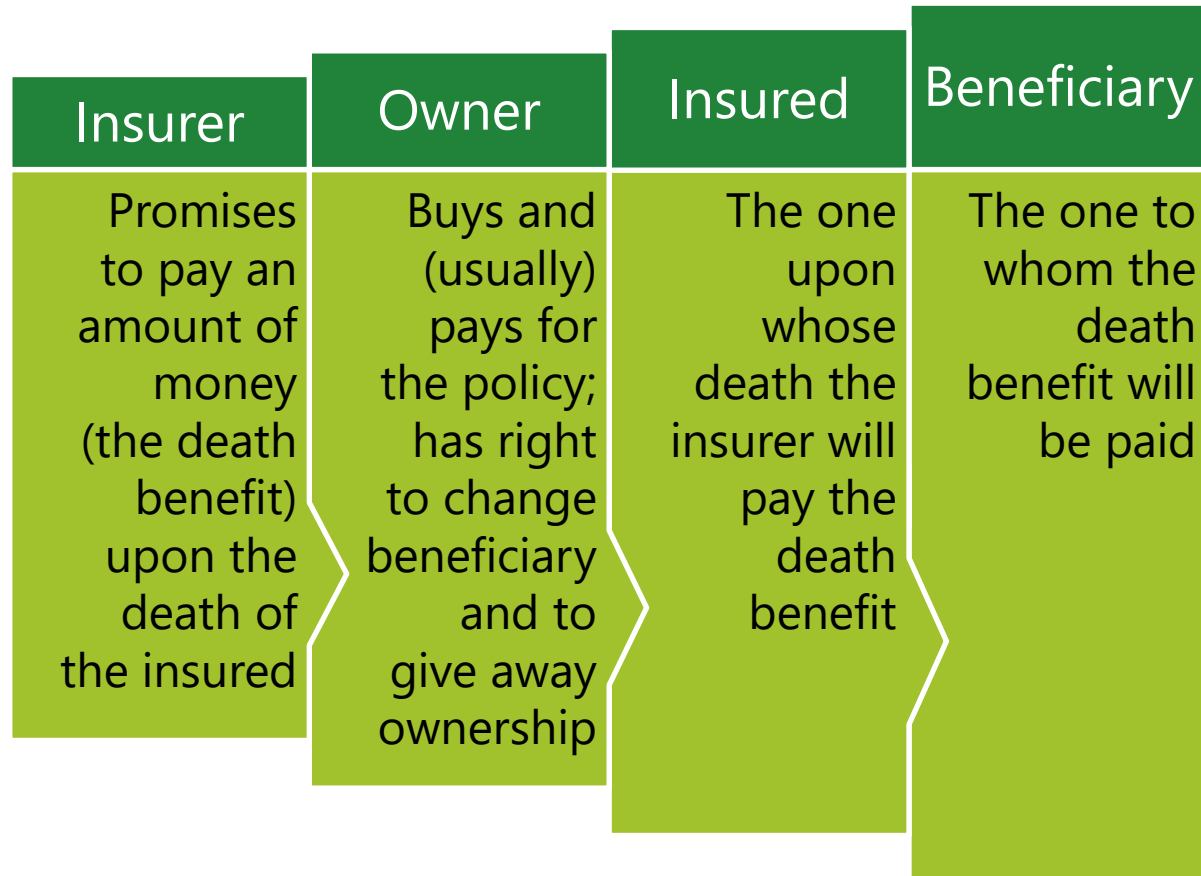 Insurer
Promises
to pay an
amount of
money
(the death
benefit)
upon the
death of
the insured
Owner
Buys and
(usually)
pays for
the policy;
has right
to change
beneficiary
and to
give away
ownership
Insured
The one
upon
whose
death the
insurer will
pay the
death
benefit
Beneficiary
The one to
whom the
death
benefit will
be paid